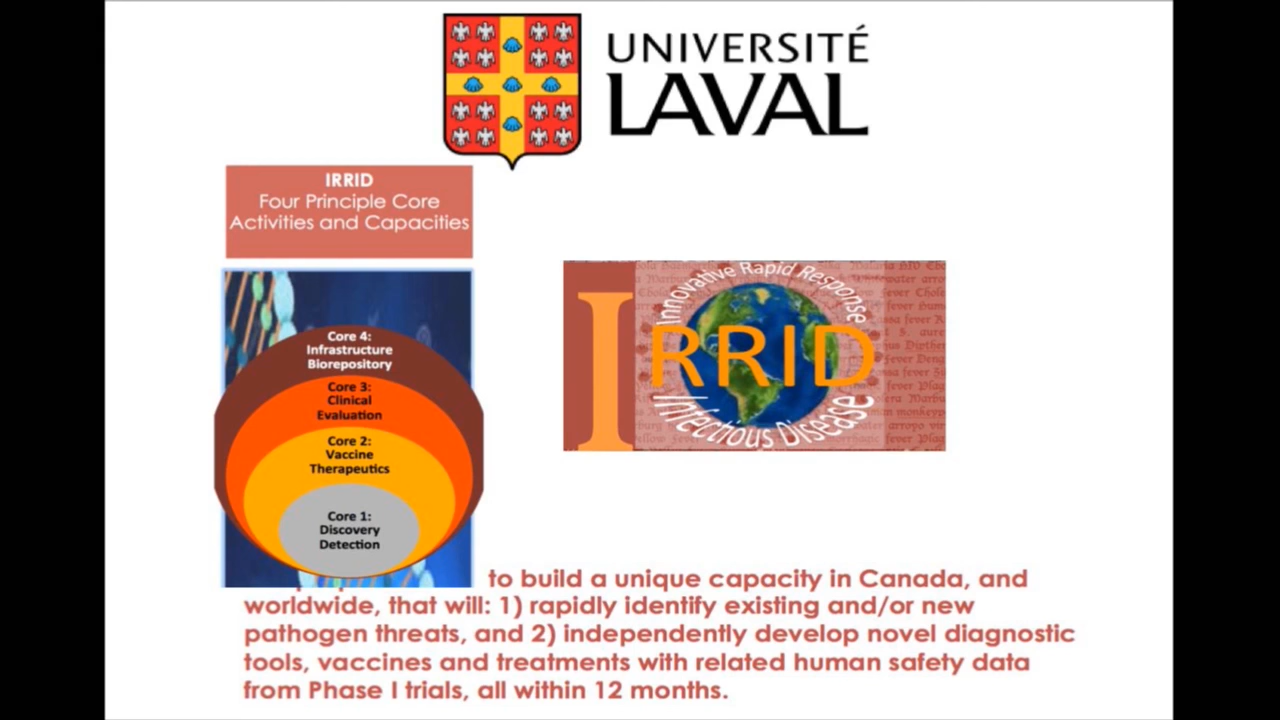 UNIVERSITÉ
LAVAL
IRRID
Four Principle Core
Activities and Capacities
Core 4:
Infrastructure
Biorepository
Core 3:
Clinical
Evaluation
Core 2:
Vaccine
Therapeutics
Core 1:
Discovery
Detection
Innovative Rapid Response
IRRID
Infectious Disease
to build a unique capacity in Canada, and
worldwide, that will: 1) rapidly identify existing and/or new
pathogen threats, and 2) independently develop novel diagnostic
tools, vaccines and treatments with related human safety data
from Phase I trials, all within 12 months.